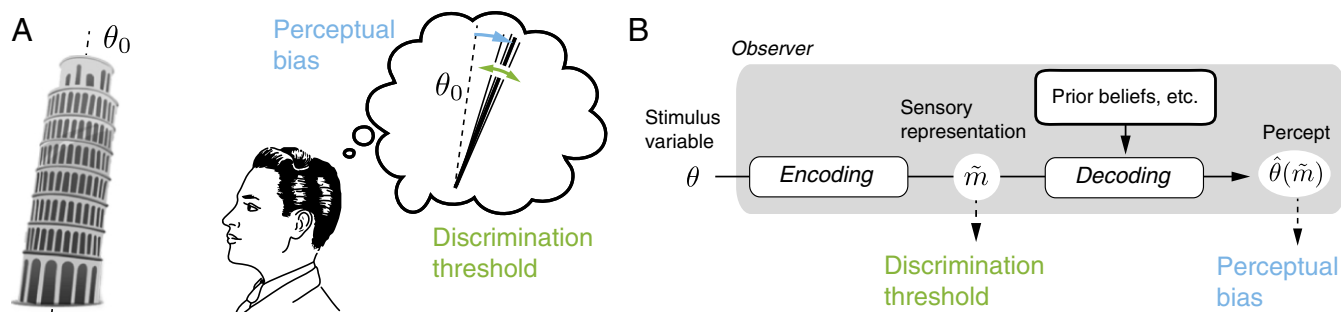 A
θ₀
Perceptual
bias
θ₀
Discrimination
threshold
B
Observer
Stimulus
variable
θ
Encoding
Sensory
representation
m̃
Prior beliefs, etc.
Decoding
Percept
θ̂(m̃)
Discrimination
threshold
Perceptual
bias